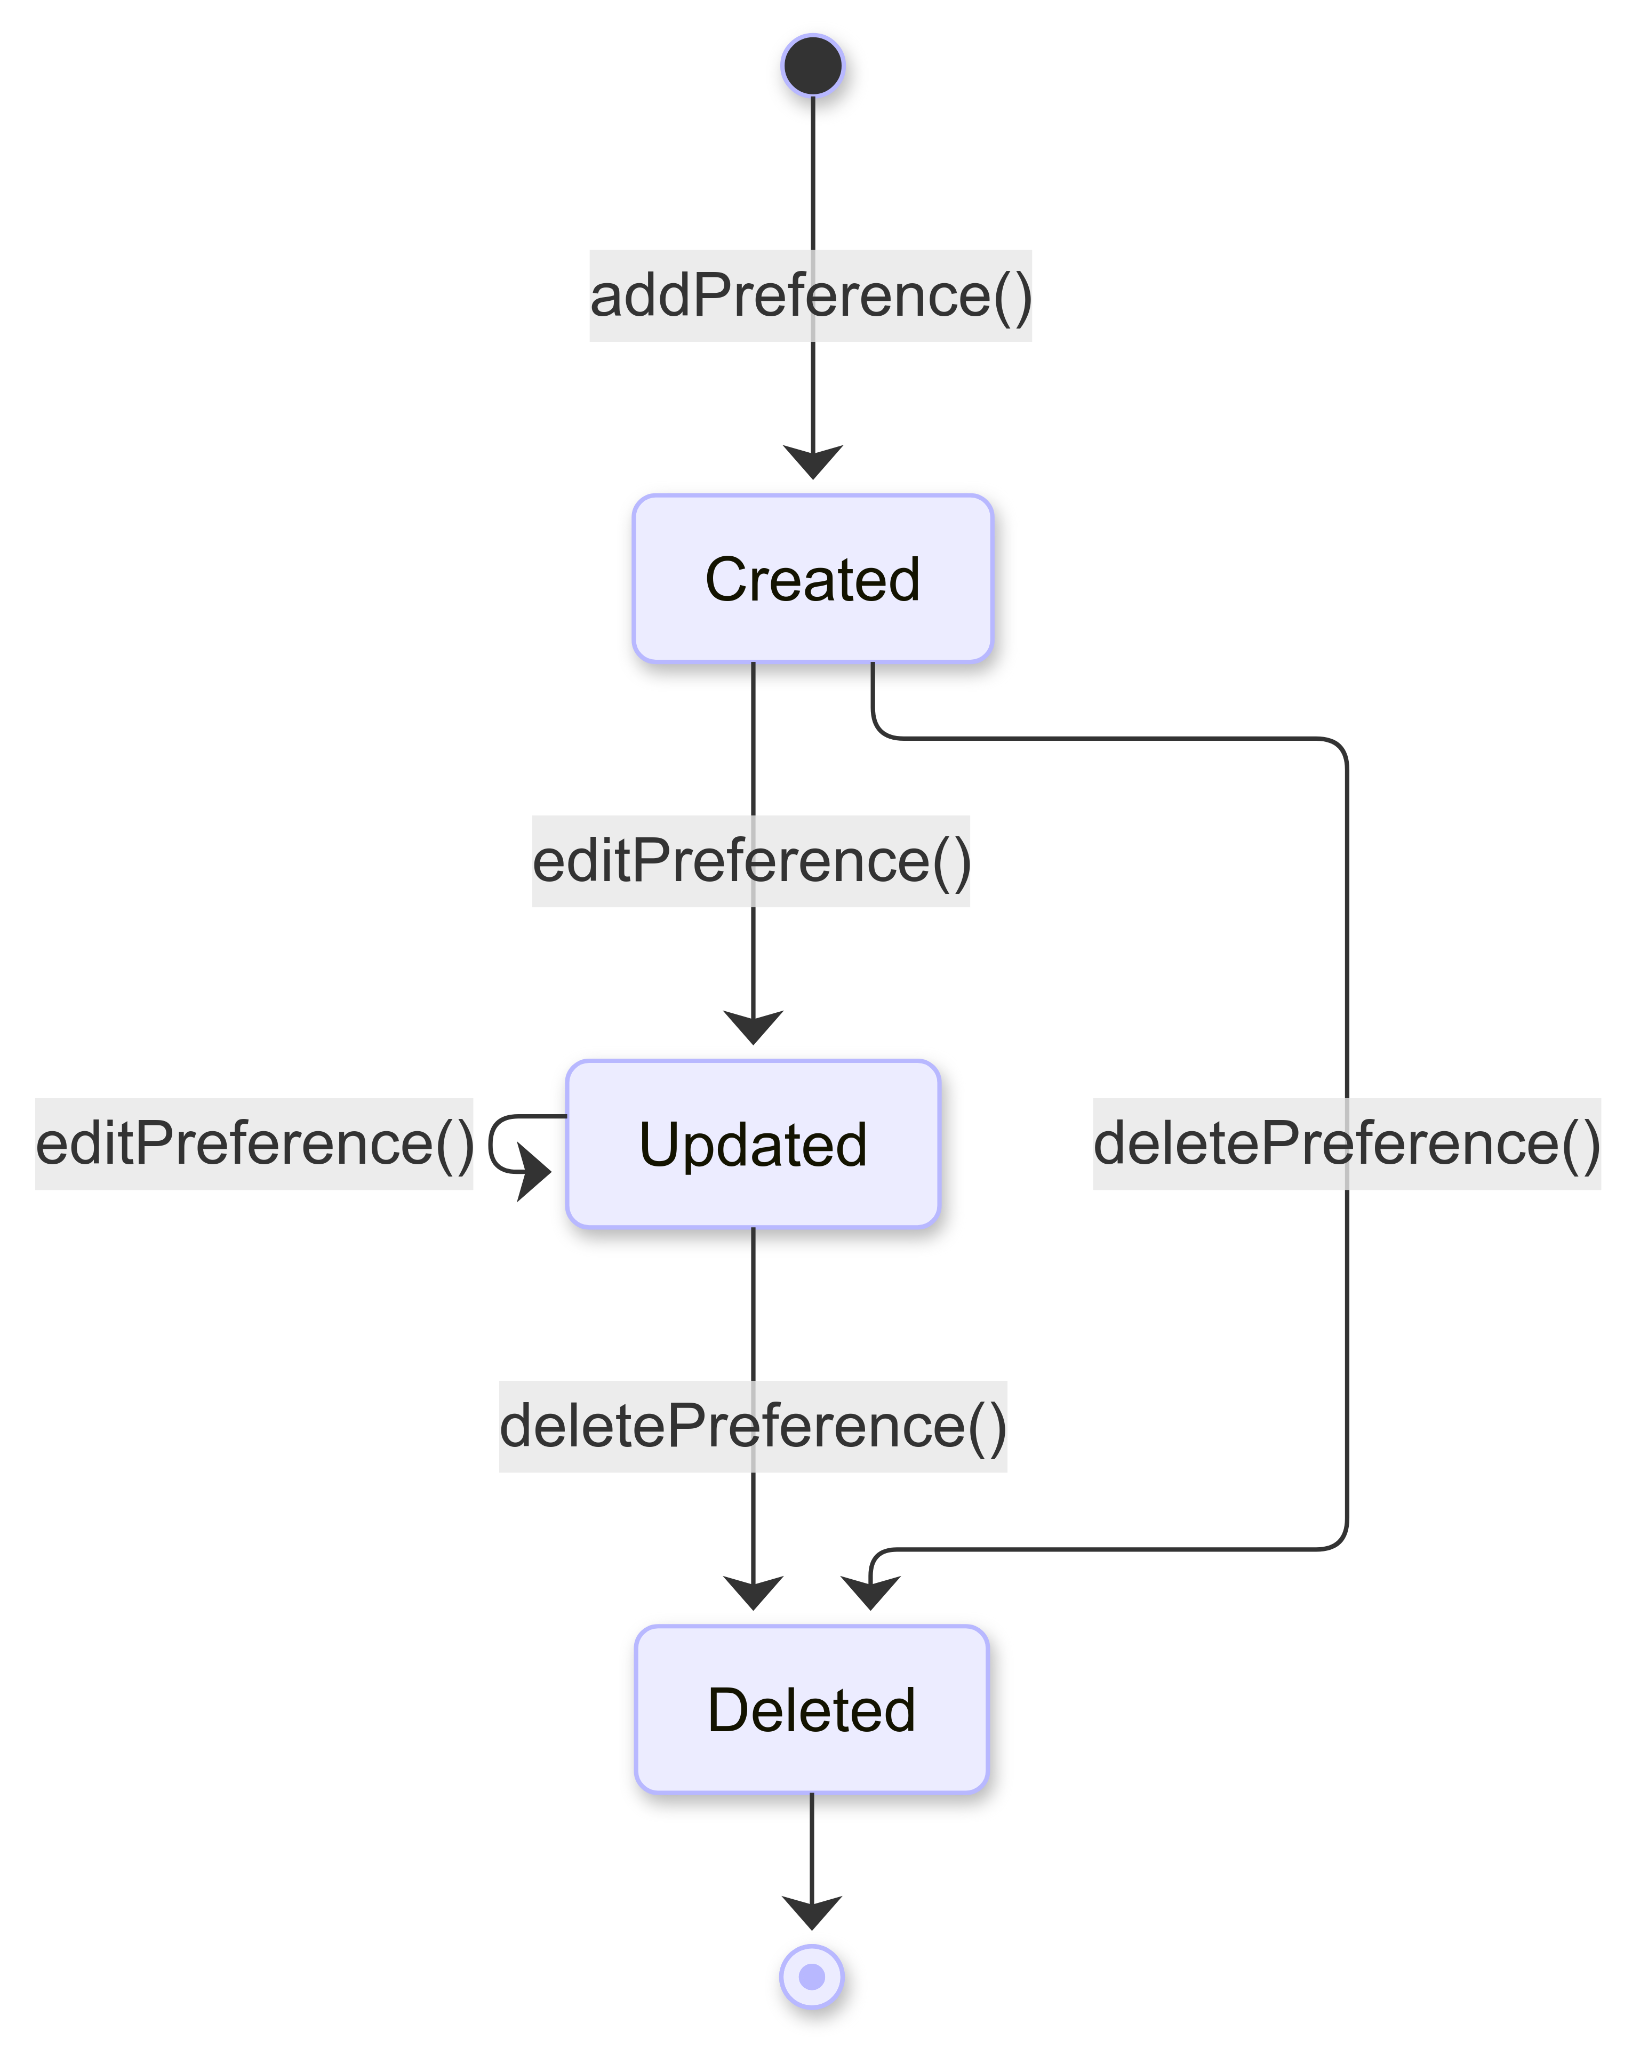 addPreference()
Created
editPreference()
editPreference()
Updated
deletePreference()
deletePreference()
Deleted